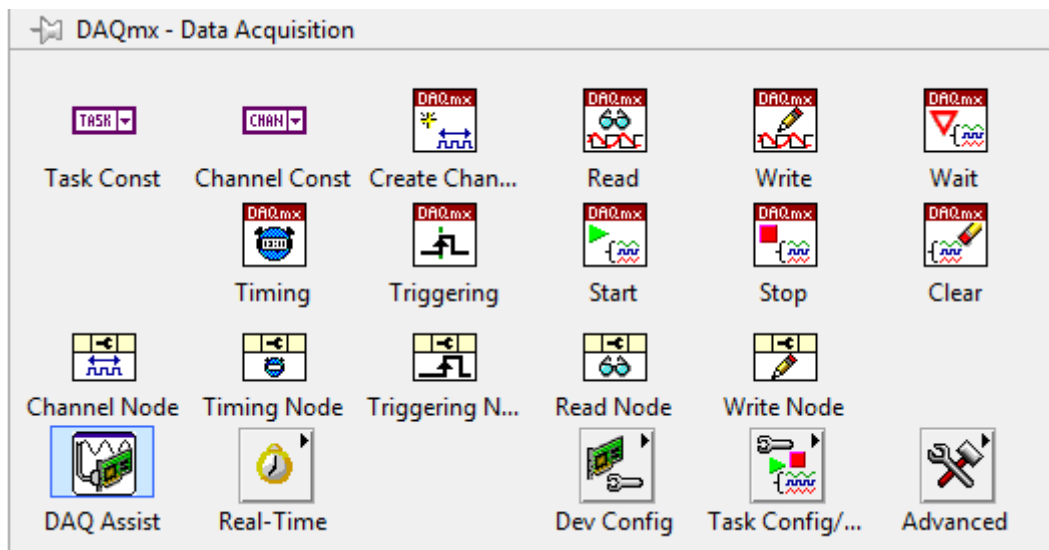 DAQmx - Data Acquisition
DAQmx DAQmx DAQmx DAQmx
TASK CHAN
Task Const Channel Const Create Chan... Read Write Wait
DAQmx DAQmx DAQmx DAQmx DAQmx
Timing Triggering Start Stop Clear
Channel Node Timing Node Triggering N... Read Node Write Node
DAQ Assist Real-Time Dev Config Task Config/... Advanced